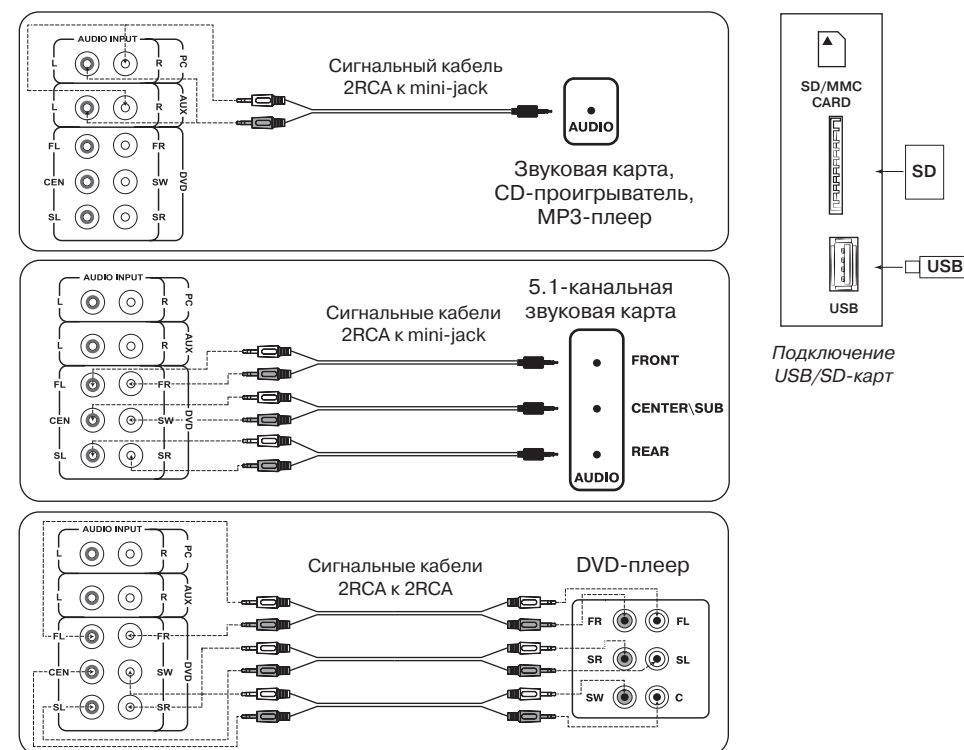 AUDIO INPUT
L R PC
L R AUX
FL FR
CEN SW DVD
SL SR
Сигнальный кабель
2RCA к mini-jack
AUDIO
Звуковая карта,
CD-проигрыватель,
MP3-плеер
AUDIO INPUT
L R PC
L R AUX
FL FR
CEN SW DVD
SL SR
Сигнальные кабели
2RCA к mini-jack
5.1-канальная
звуковая карта
FRONT
CENTER\SUB
REAR
AUDIO
AUDIO INPUT
L R PC
L R AUX
FL FR
CEN SW DVD
SL SR
Сигнальные кабели
2RCA к 2RCA
DVD-плеер
FR FL
SR SL
SW C
SD/MMC
CARD
SD
USB
USB
Подключение
USB/SD-карт